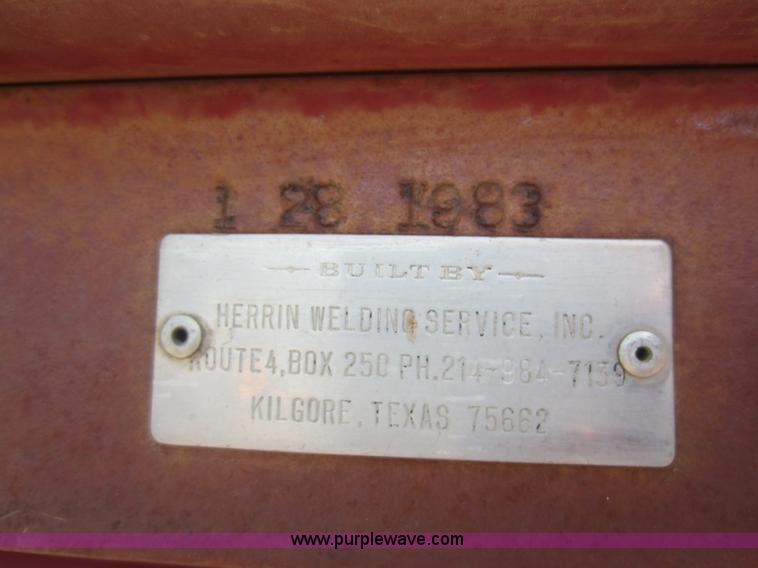 1 28 1983
BUILT BY
HERRIN WELDING SERVICE, INC.
ROUTE4,BOX 250 PH.214-984-7139
KILGORE, TEXAS 75662
www.purplewave.com